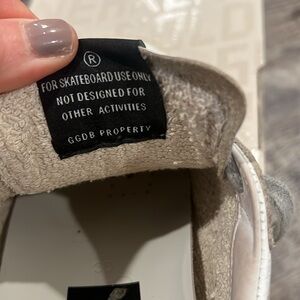 ®
FOR SKATEBOARD USE ONLY
NOT DESIGNED FOR
OTHER ACTIVITIES
GGDB PROPERTY